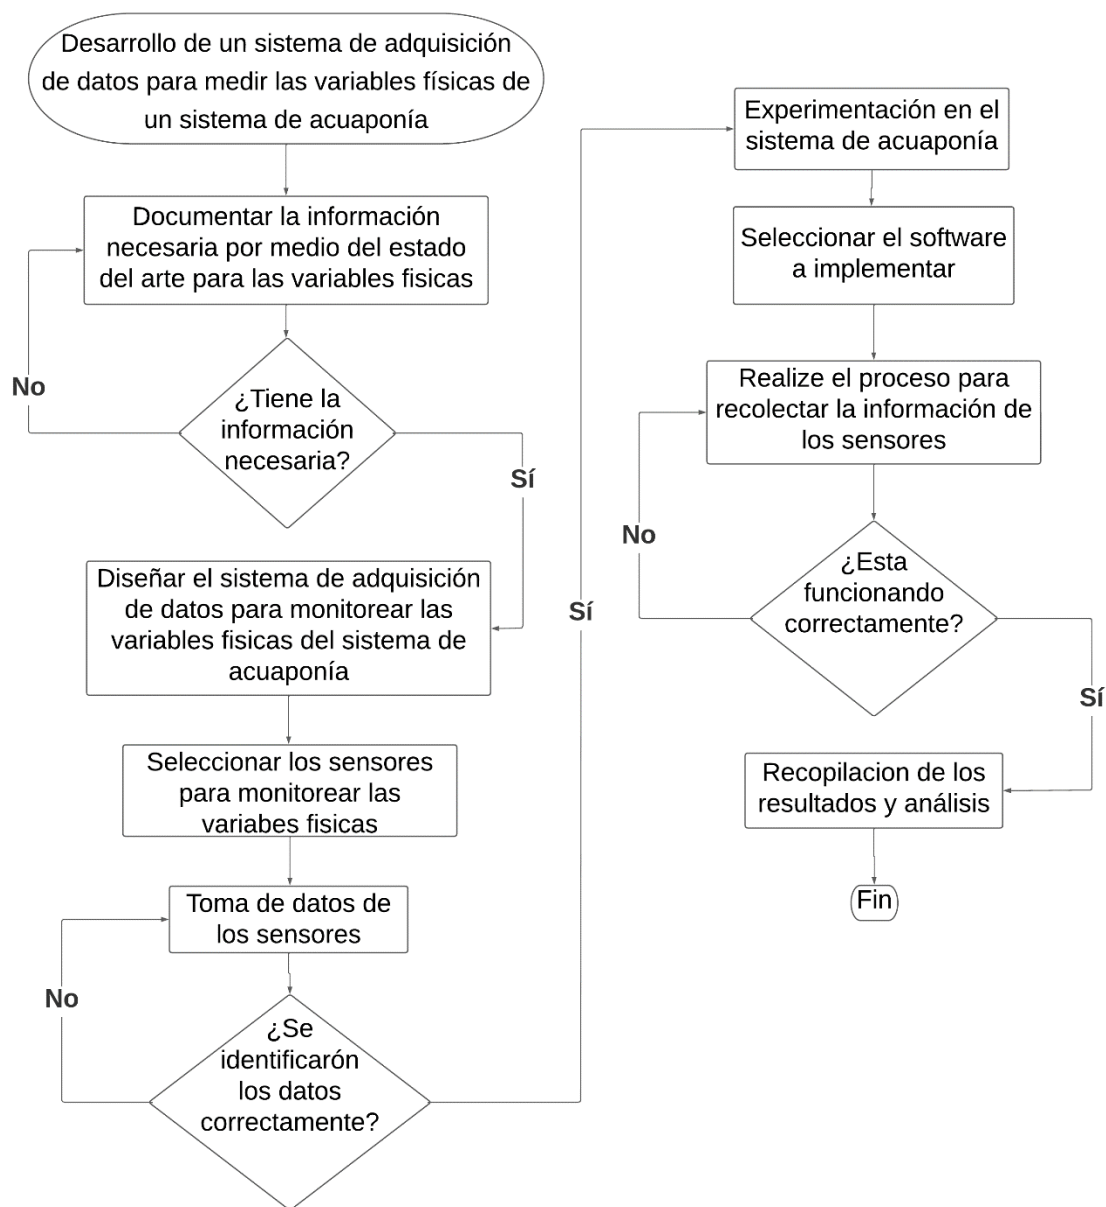 Desarrollo de un sistema de adquisición
de datos para medir las variables físicas de
un sistema de acuaponía
Documentar la información
necesaria por medio del estado
del arte para las variables fisicas
No
¿Tiene la
información
necesaria?
Sí
Diseñar el sistema de adquisición
de datos para monitorear las
variables fisicas del sistema de
acuaponía
Seleccionar los sensores
para monitorear las
variabes fisicas
Toma de datos de
los sensores
No
¿Se
identificarón
los datos
correctamente?
Sí
Experimentación en el
sistema de acuaponía
Seleccionar el software
a implementar
Realize el proceso para
recolectar la información de
los sensores
No
¿Esta
funcionando
correctamente?
Sí
Recopilacion de los
resultados y análisis
Fin